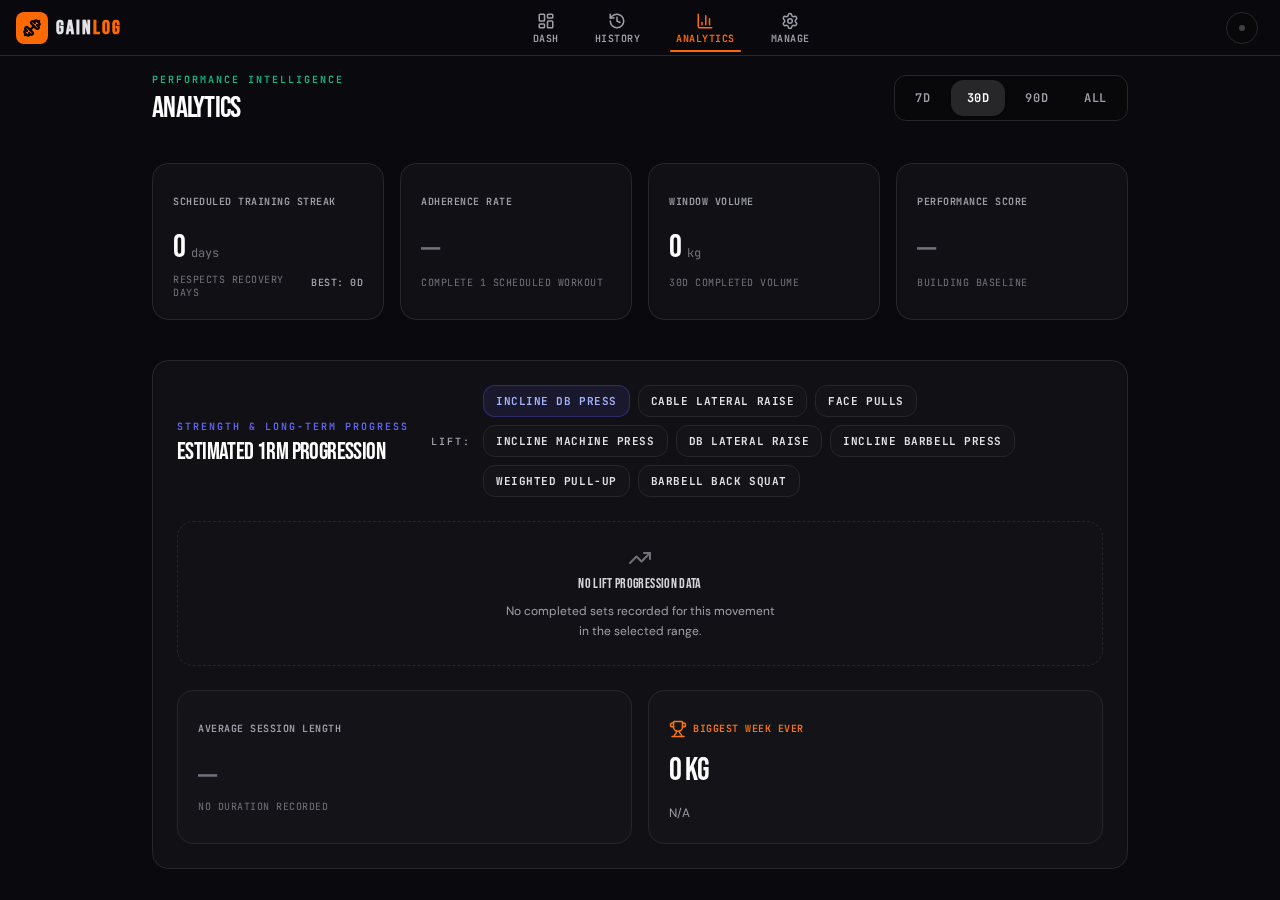 GAINLOG
DASH
HISTORY
ANALYTICS
MANAGE
PERFORMANCE INTELLIGENCE
ANALYTICS
7D
30D
90D
ALL
SCHEDULED TRAINING STREAK
0 days
RESPECTS RECOVERY
DAYS
BEST: 0D
ADHERENCE RATE
—
COMPLETE 1 SCHEDULED WORKOUT
WINDOW VOLUME
0 kg
30D COMPLETED VOLUME
PERFORMANCE SCORE
—
BUILDING BASELINE
STRENGTH & LONG-TERM PROGRESS
ESTIMATED 1RM PROGRESSION
LIFT:
INCLINE DB PRESS
CABLE LATERAL RAISE
FACE PULLS
INCLINE MACHINE PRESS
DB LATERAL RAISE
INCLINE BARBELL PRESS
WEIGHTED PULL-UP
BARBELL BACK SQUAT
NO LIFT PROGRESSION DATA
No completed sets recorded for this movement
in the selected range.
AVERAGE SESSION LENGTH
—
NO DURATION RECORDED
BIGGEST WEEK EVER
0 KG
N/A